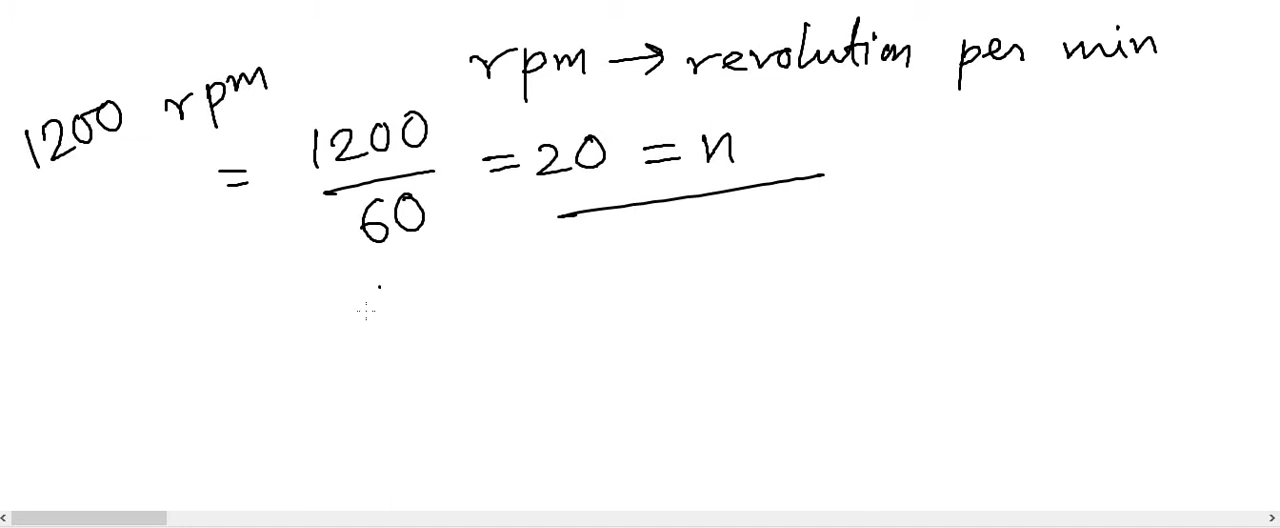 rpm → revolution per min
1200 rpm
= 1200/60 = 20 = n